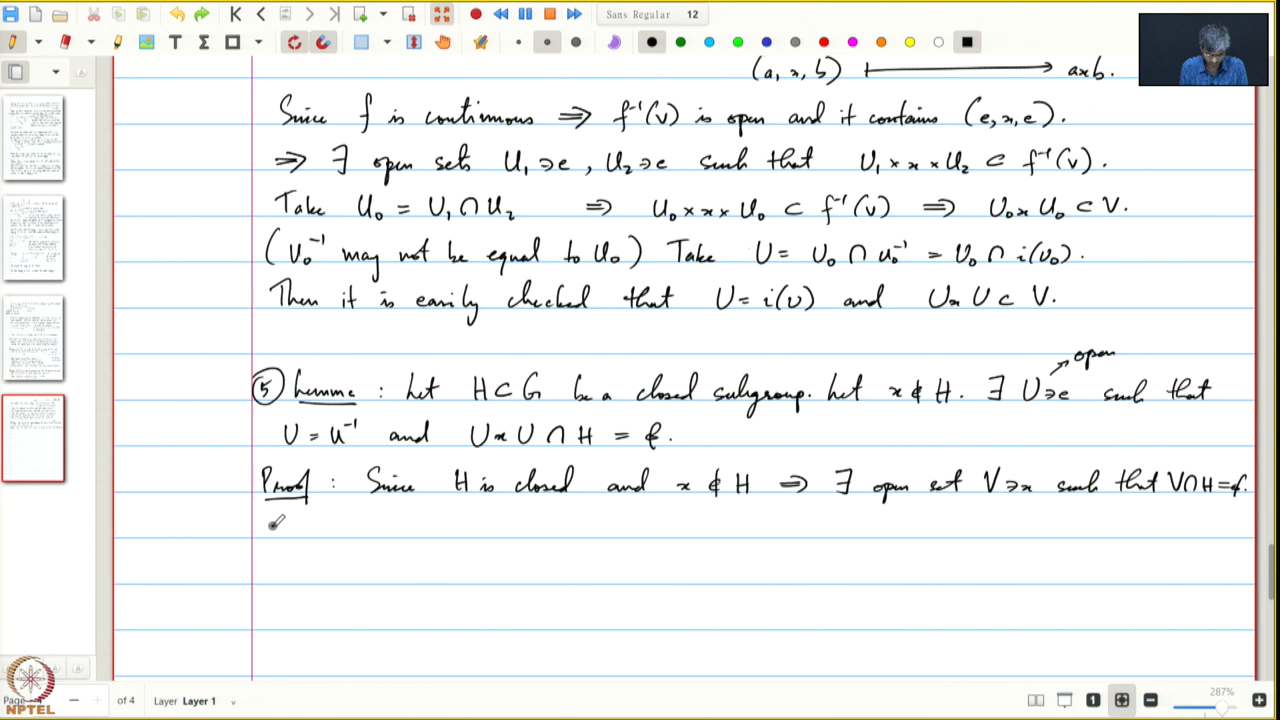 Sans Regular 12
(a, x, b) ⟼ axb.
Since f is continuous ⟹ f⁻¹(V) is open and it contains (e, x, e).
⟹ ∃ open sets U₁ ∋ e , U₂ ∋ e such that U₁ × x × U₂ ⊂ f⁻¹(V).
Take U₀ = U₁ ∩ U₂ ⟹ U₀ × x × U₀ ⊂ f⁻¹(V) ⟹ U₀ x U₀ ⊂ V.
(U₀⁻¹ may not be equal to U₀) Take U = U₀ ∩ U₀⁻¹ = U₀ ∩ i(U₀).
Then it is easily checked that U = i(U) and U x U ⊂ V.
open
⑤ Lemma : Let H ⊂ G be a closed subgroup. Let x ∉ H. ∃ U ∋ e such that
U = U⁻¹ and U x U ∩ H = ϕ.
Proof : Since H is closed and x ∉ H ⟹ ∃ open set V ∋ x such that V ∩ H = ϕ.
NPTEL
Page
of 4 Layer Layer 1
287%